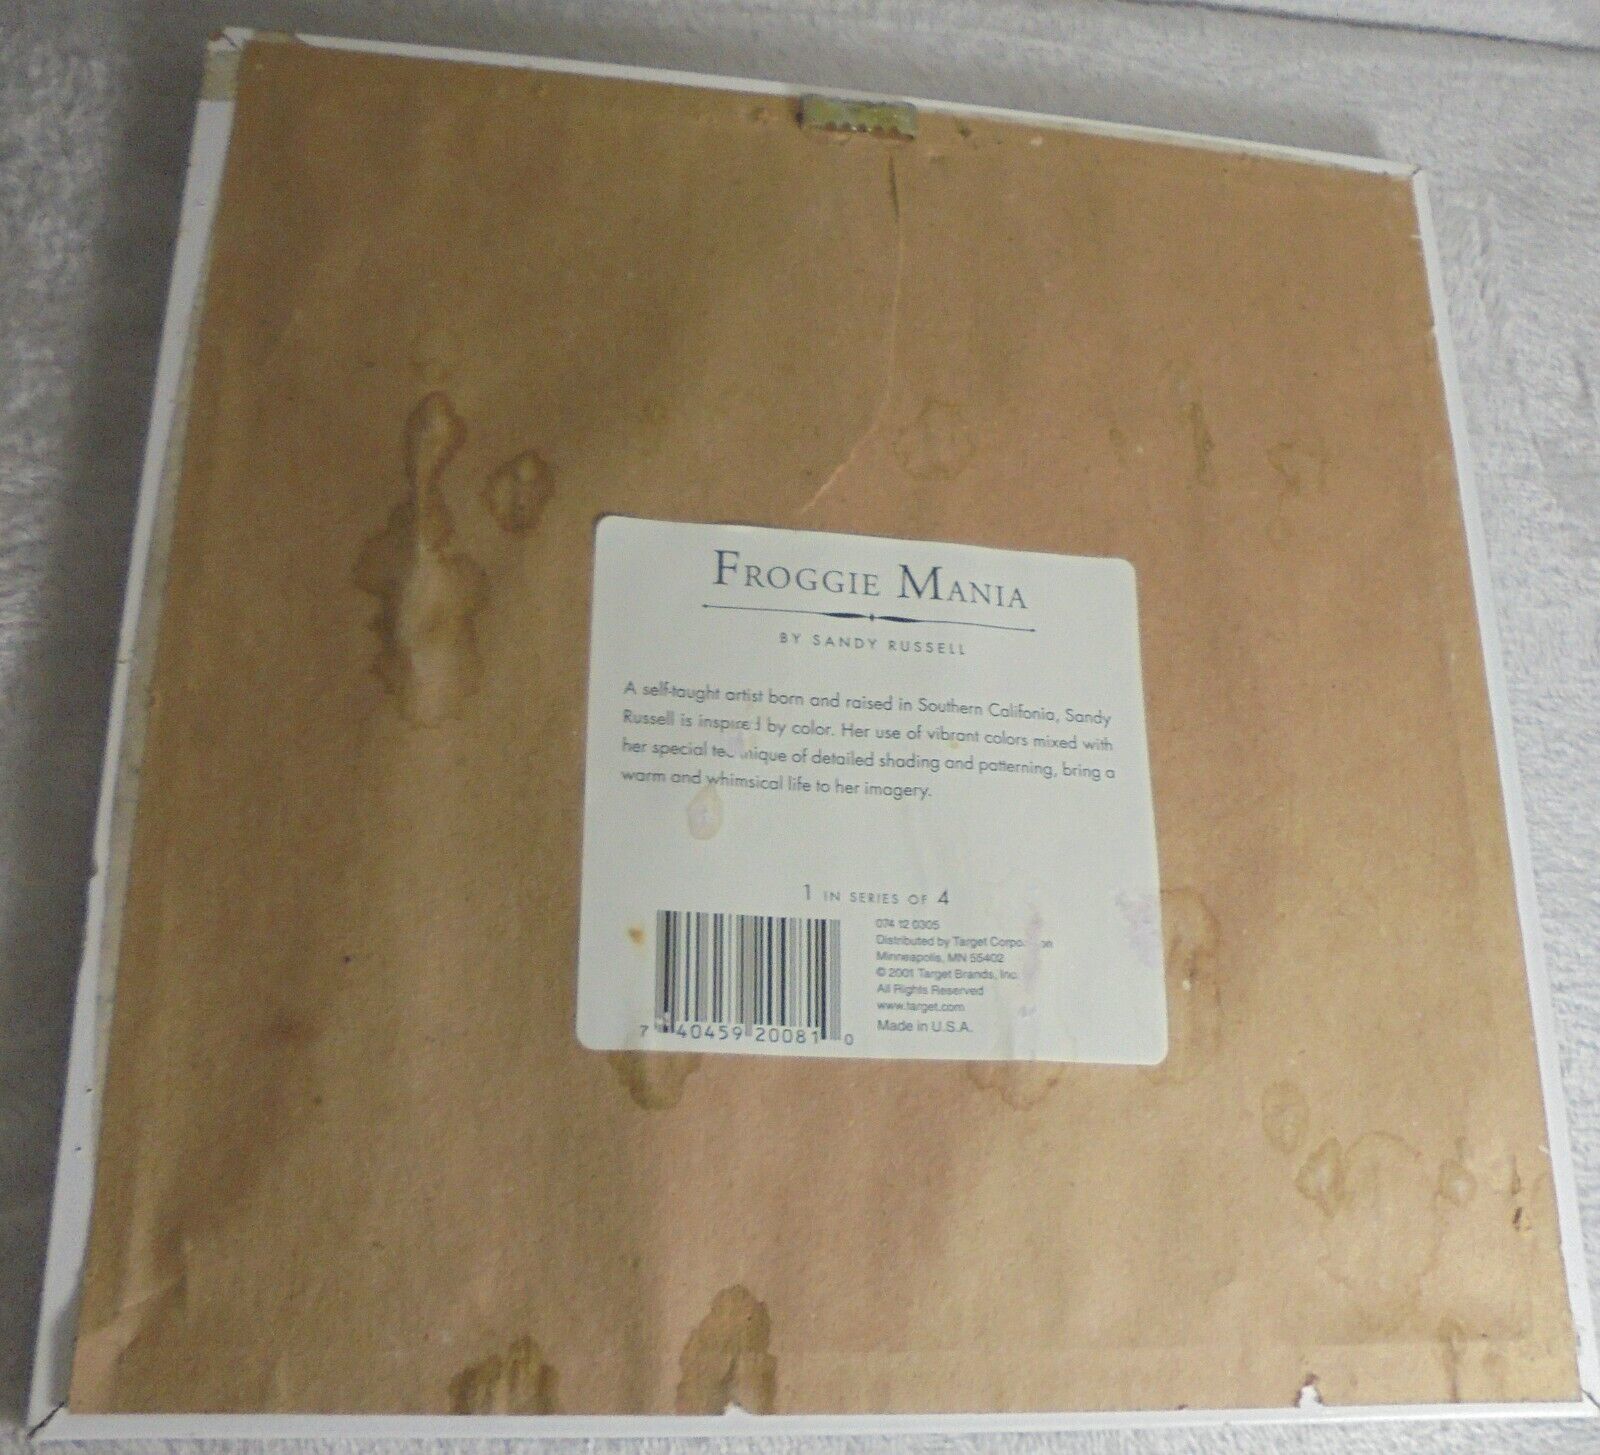 FROGGIE MANIA
BY SANDY RUSSELL
A self-taught artist born and raised in Southern Califonia, Sandy
Russell is inspired by color. Her use of vibrant colors mixed with
her special technique of detailed shading and patterning, bring a
warm and whimsical life to her imagery.
1 IN SERIES OF 4
074 12 0305
Distributed by Target Corporation
Minneapolis, MN 55402
© 2001 Target Brands, Inc.
All Rights Reserved
www.target.com
Made in U.S.A.
7 40459 20081 0